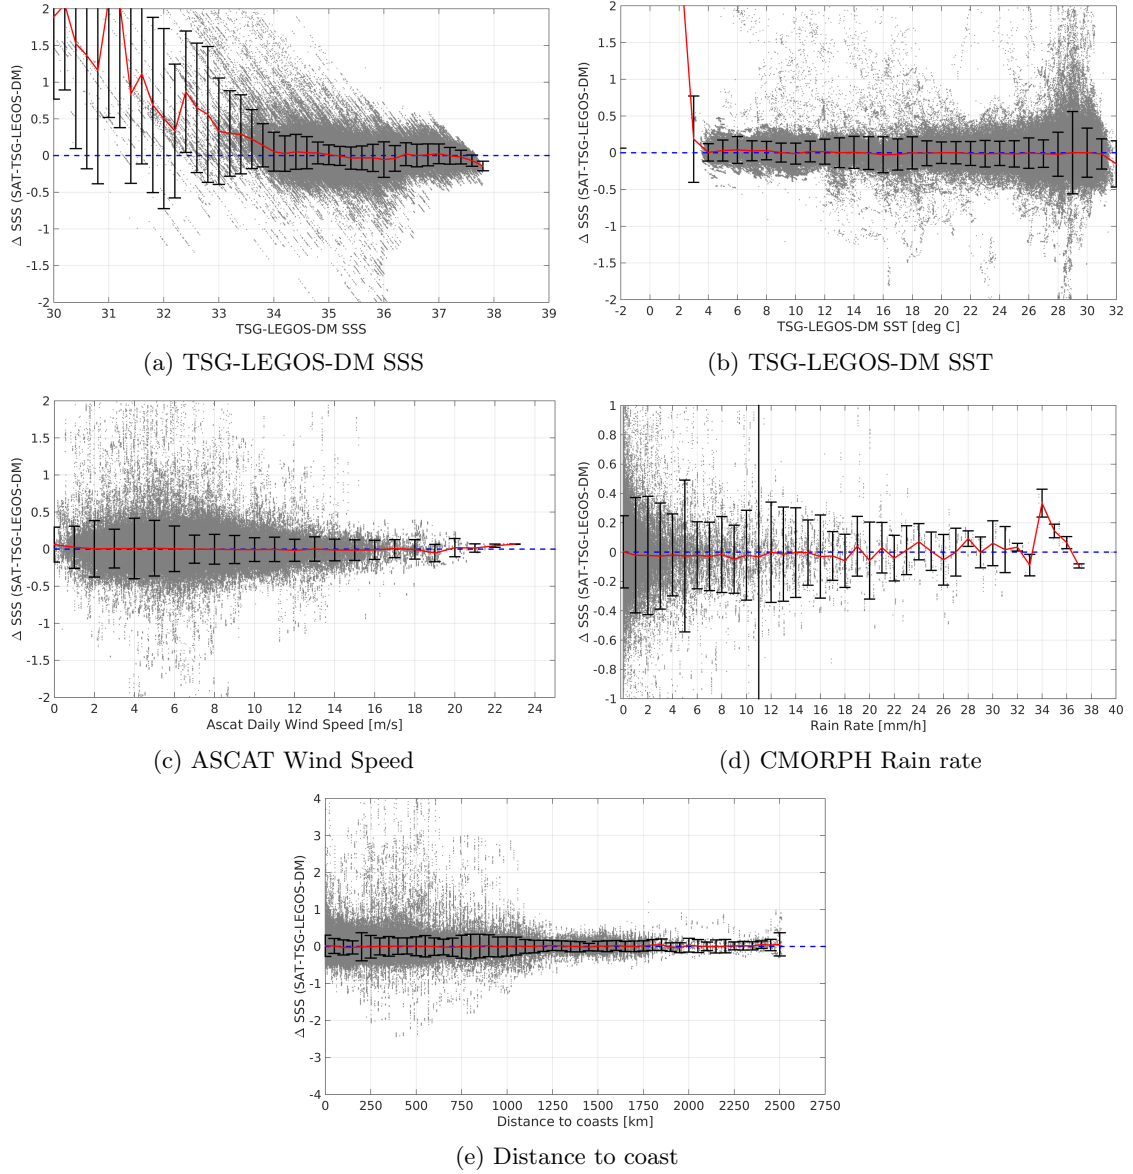 2
1.5
1
0.5
0
-0.5
-1
-1.5
-2
Δ SSS (SAT-TSG-LEGOS-DM)
30 31 32 33 34 35 36 37 38 39
TSG-LEGOS-DM SSS
(a) TSG-LEGOS-DM SSS
2
1.5
1
0.5
0
-0.5
-1
-1.5
-2
Δ SSS (SAT-TSG-LEGOS-DM)
-2 0 2 4 6 8 10 12 14 16 18 20 22 24 26 28 30 32
TSG-LEGOS-DM SST [deg C]
(b) TSG-LEGOS-DM SST
2
1.5
1
0.5
0
-0.5
-1
-1.5
-2
Δ SSS (SAT-TSG-LEGOS-DM)
0 2 4 6 8 10 12 14 16 18 20 22 24
Ascat Daily Wind Speed [m/s]
(c) ASCAT Wind Speed
1
0.8
0.6
0.4
0.2
0
-0.2
-0.4
-0.6
-0.8
-1
Δ SSS (SAT-TSG-LEGOS-DM)
0 2 4 6 8 10 12 14 16 18 20 22 24 26 28 30 32 34 36 38 40
Rain Rate [mm/h]
(d) CMORPH Rain rate
4
3
2
1
0
-1
-2
-3
-4
Δ SSS (SAT-TSG-LEGOS-DM)
0 250 500 750 1000 1250 1500 1750 2000 2250 2500 2750
Distance to coasts [km]
(e) Distance to coast